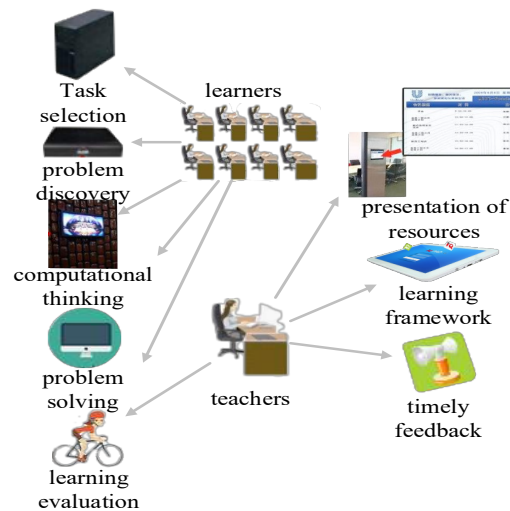 Task
selection
learners
problem
discovery
presentation of
resources
computational
thinking
learning
framework
problem
solving
teachers
timely
feedback
learning
evaluation